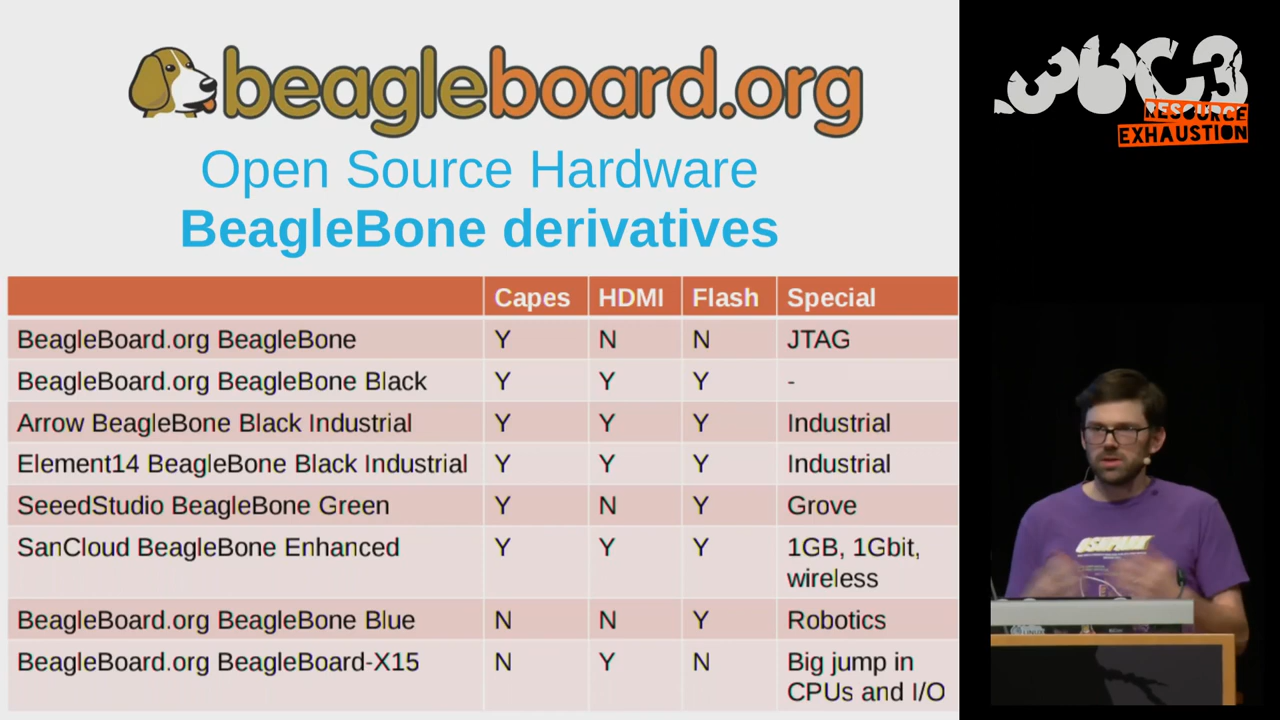 beagleboard.org
Open Source Hardware
BeagleBone derivatives
Capes HDMI Flash Special
BeagleBoard.org BeagleBone Y N N JTAG
BeagleBoard.org BeagleBone Black Y Y Y -
Arrow BeagleBone Black Industrial Y Y Y Industrial
Element14 BeagleBone Black Industrial Y Y Y Industrial
SeeedStudio BeagleBone Green Y N Y Grove
SanCloud BeagleBone Enhanced Y Y Y 1GB, 1Gbit,
wireless
BeagleBoard.org BeagleBone Blue N N Y Robotics
BeagleBoard.org BeagleBoard-X15 N Y N Big jump in
CPUs and I/O
36C3
RESOURCE
EXHAUSTION
OSHPARK